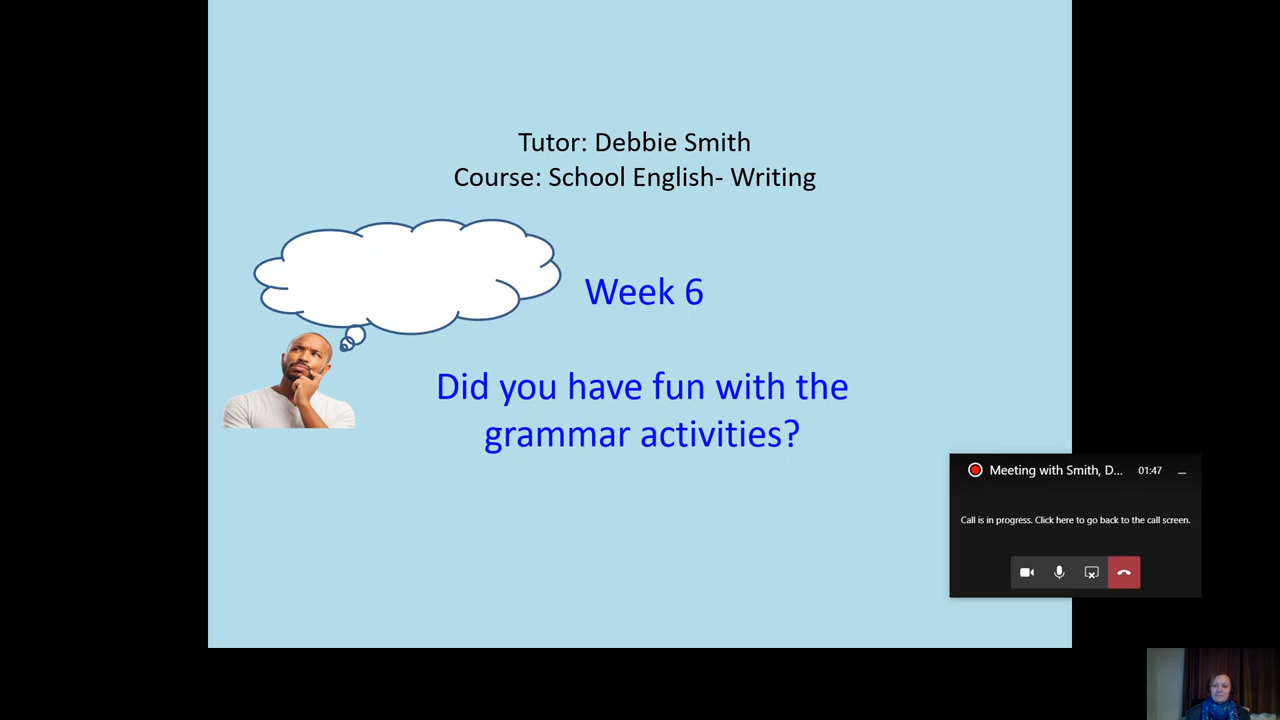 Tutor: Debbie Smith
Course: School English- Writing
Week 6
Did you have fun with the
grammar activities?
Meeting with Smith, D... 01:47
Call is in progress. Click here to go back to the call screen.